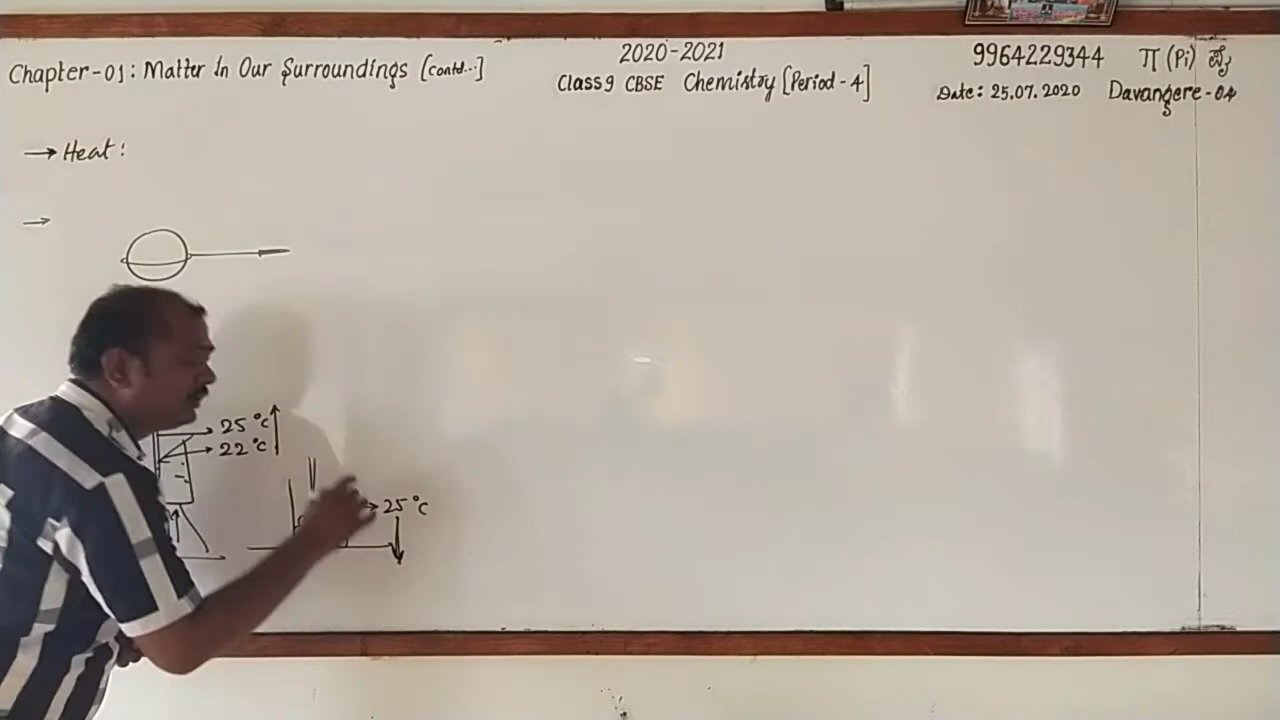 Chapter-01: Matter In Our Surroundings [Contd...]
2020-2021
Class 9 CBSE Chemistry [Period-4]
9964229344 π (Pi)
Date: 25.07.2020 Davangere-04
→ Heat:
→
→ 25°C ↑
→ 22°C
→ 25°C